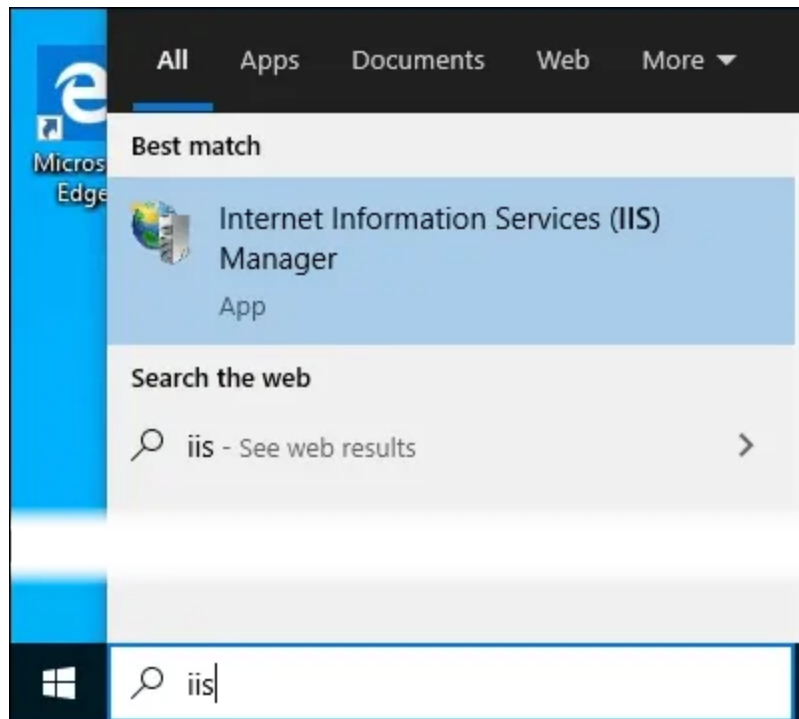 All Apps Documents Web More
Best match
Micros
Edge
Internet Information Services (IIS)
Manager
App
Search the web
iis - See web results
iis